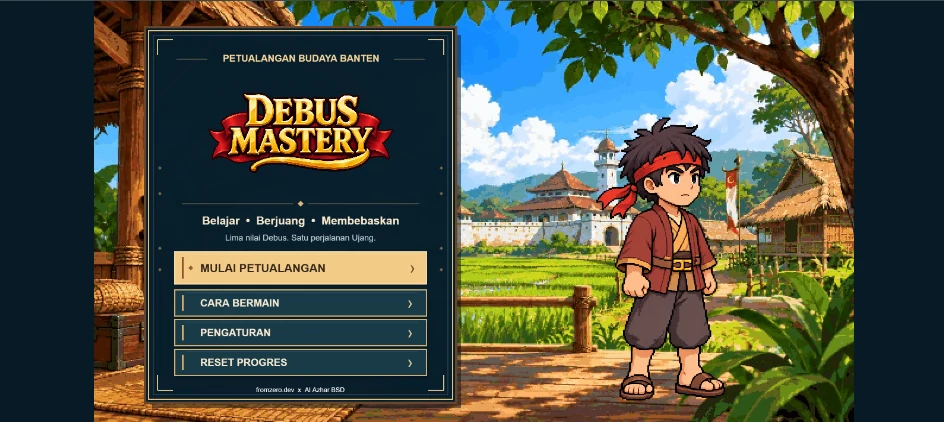 PETUALANGAN BUDAYA BANTEN
DEBUS
MASTERY
Belajar • Berjuang • Membebaskan
Lima nilai Debus. Satu perjalanan Ujang.
MULAI PETUALANGAN
CARA BERMAIN
PENGATURAN
RESET PROGRES
fromzero.dev x Al Azhar BSD